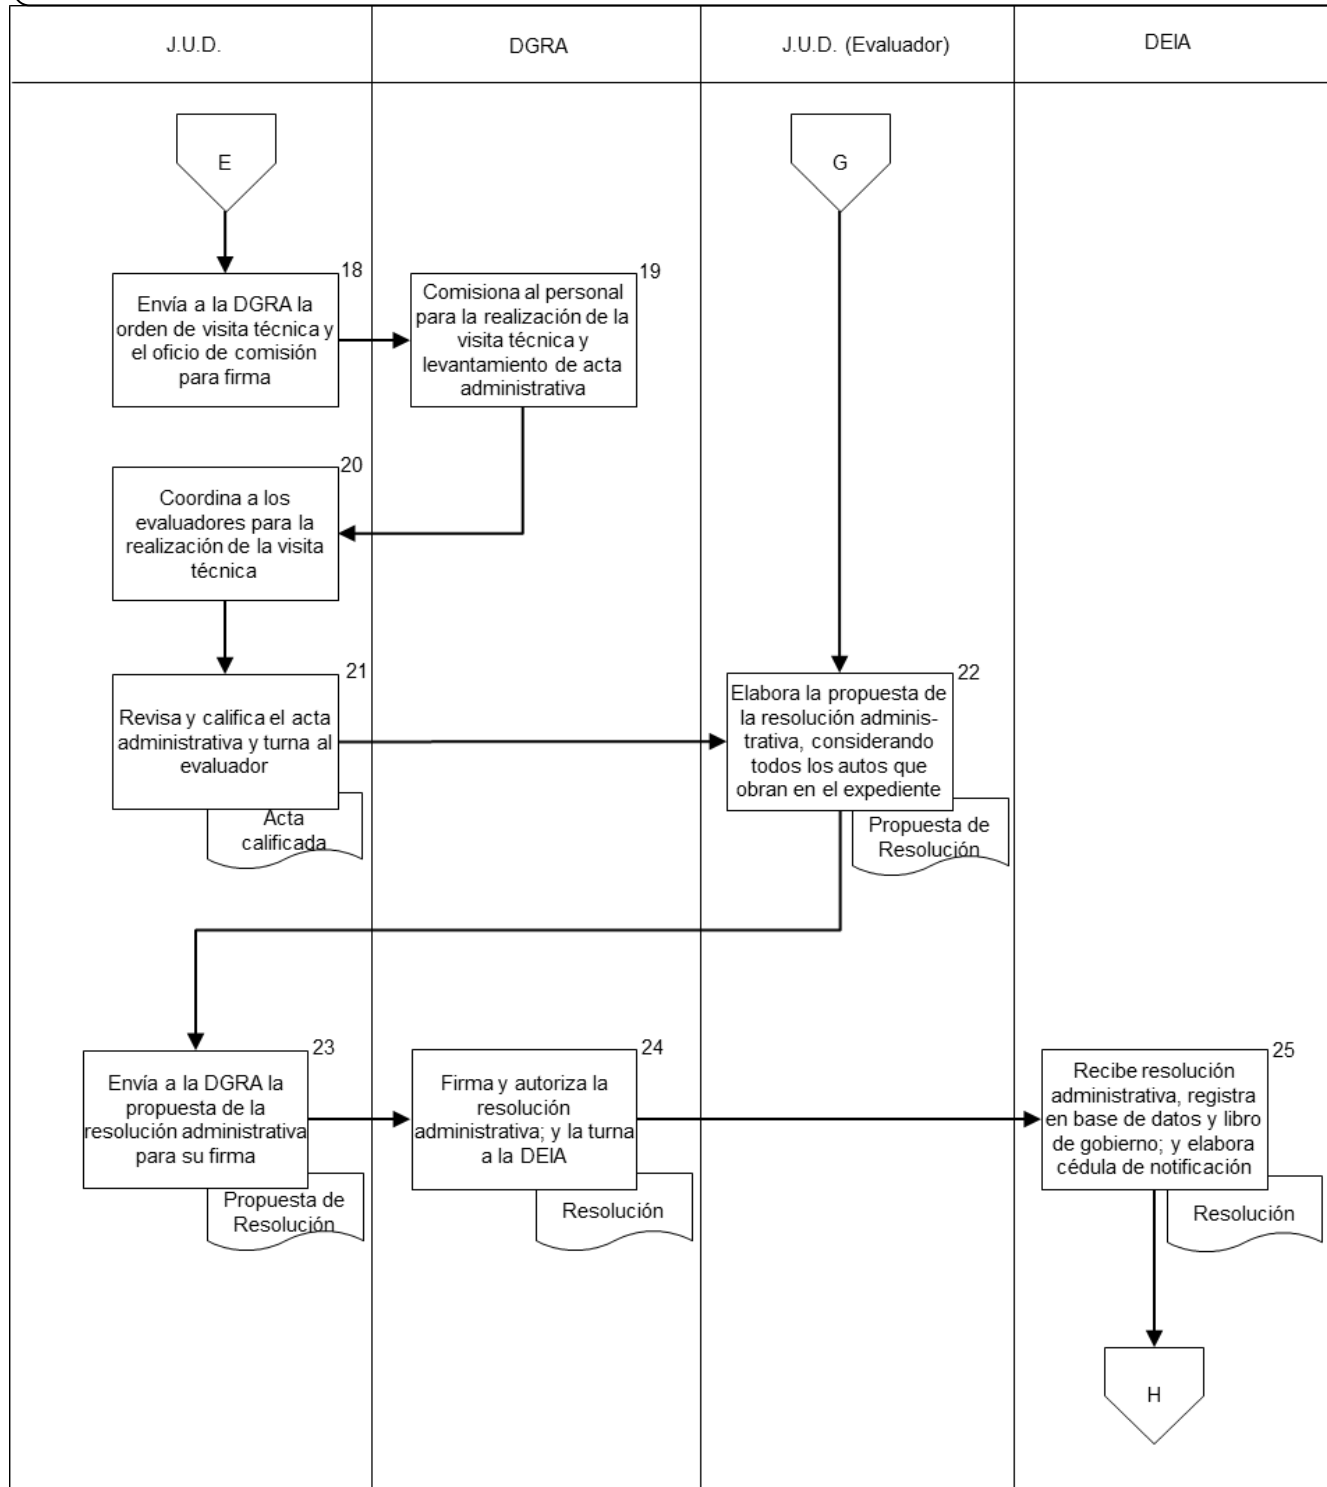 J.U.D.
DGRA
J.U.D. (Evaluador)
DEIA
E
G
18
Envía a la DGRA la
orden de visita técnica y
el oficio de comisión
para firma
19
Comisiona al personal
para la realización de la
visita técnica y
levantamiento de acta
administrativa
20
Coordina a los
evaluadores para la
realización de la visita
técnica
21
Revisa y califica el acta
administrativa y turna al
evaluador
Acta
calificada
22
Elabora la propuesta de
la resolución adminis-
trativa, considerando
todos los autos que
obran en el expediente
Propuesta de
Resolución
23
Envía a la DGRA la
propuesta de la
resolución administrativa
para su firma
Propuesta de
Resolución
24
Firma y autoriza la
resolución
administrativa; y la turna
a la DEIA
Resolución
25
Recibe resolución
administrativa, registra
en base de datos y libro
de gobierno; y elabora
cédula de notificación
Resolución
H